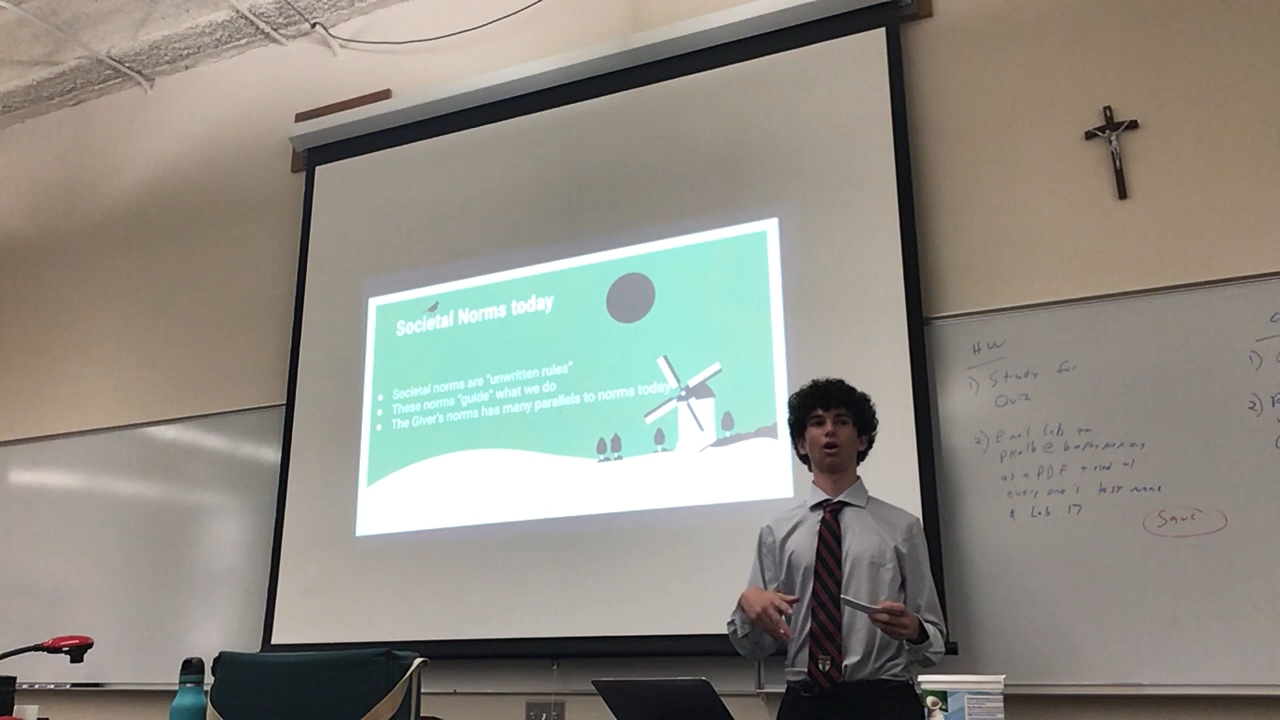 Societal Norms today
Societal norms are "unwritten rules"
These norms "guide" what we do
The Giver's norms has many parallels to norms today
HW
1) Study for
Quiz
2) Email Lab to
as a PDF
everyone's last name
& Lab 17
Save
1)
2)